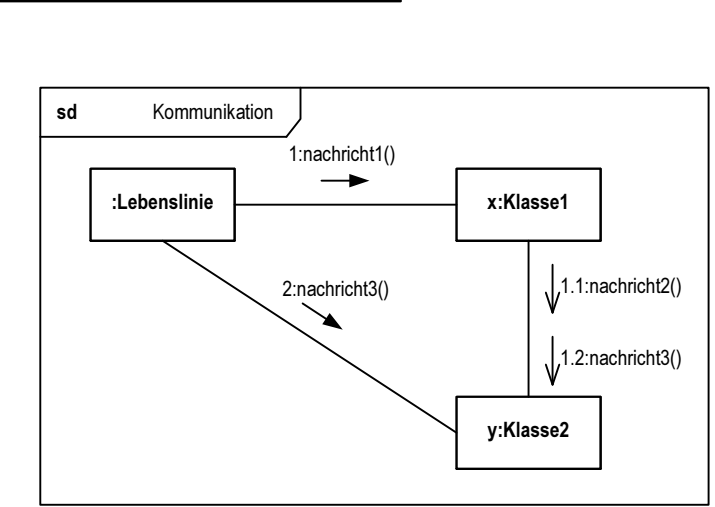 sd Kommunikation
1:nachricht1()
:Lebenslinie
x:Klasse1
2:nachricht3()
1.1:nachricht2()
1.2:nachricht3()
y:Klasse2